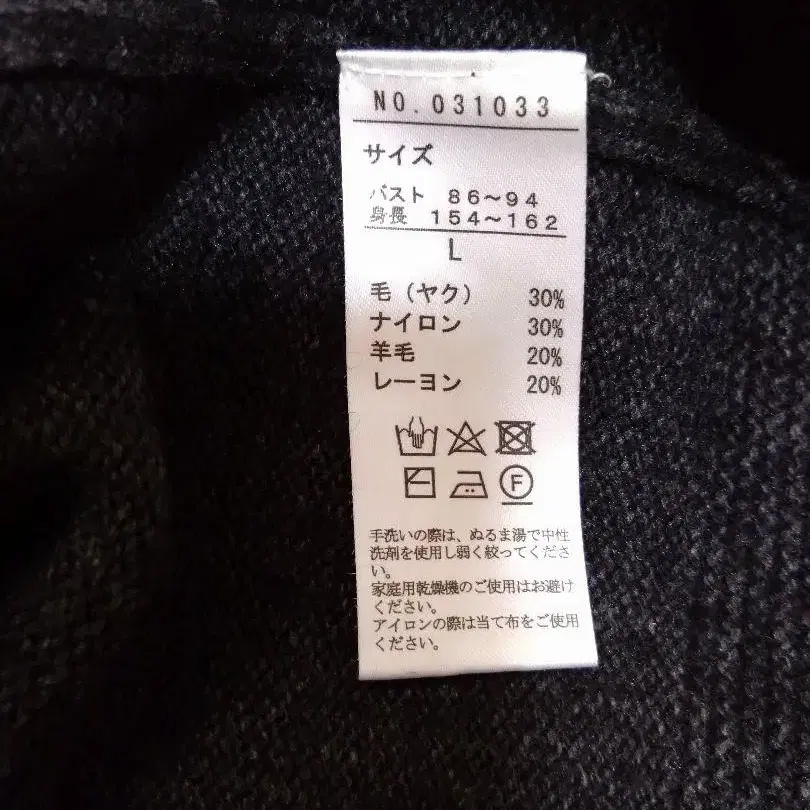 NO.031033
サイズ
バスト 86~94
身長 154~162
L
毛(ヤク) 30%
ナイロン 30%
羊毛 20%
レーヨン 20%
F
手洗いの際は、ぬるま湯で中性
洗剤を使用し弱く絞ってくださ
い。
家庭用乾燥機のご使用はお避け
ください。
アイロンの際は当て布をご使用
ください。